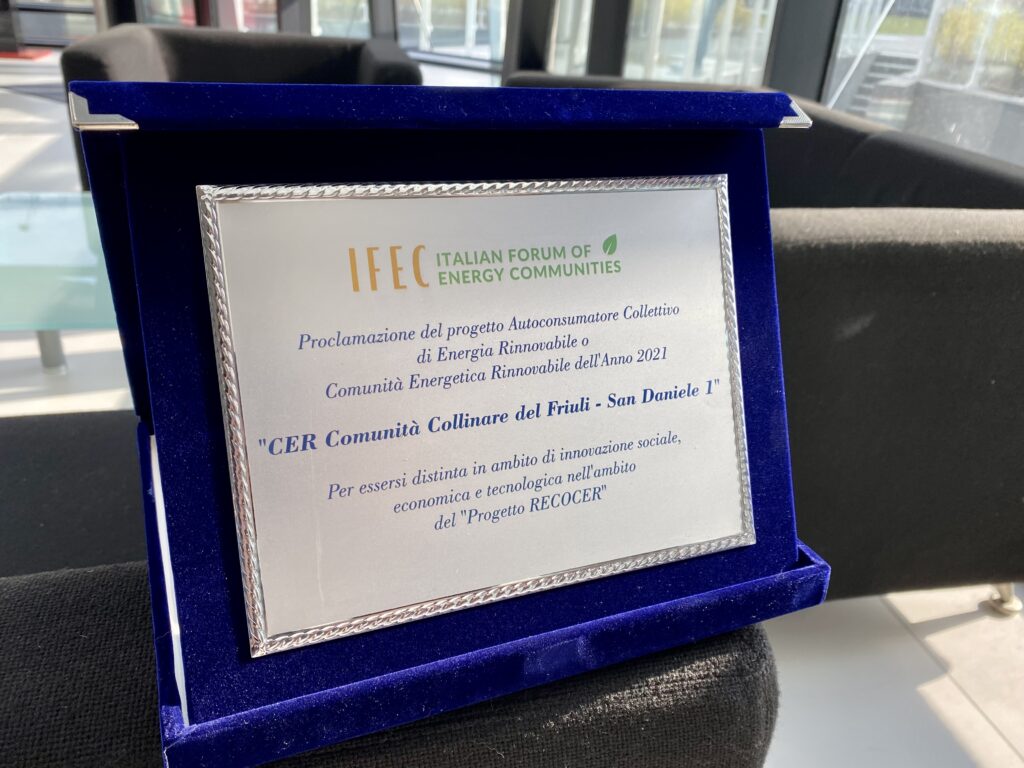 IFEC ITALIAN FORUM OF
ENERGY COMMUNITIES
Proclamazione del progetto Autoconsumatore Collettivo
di Energia Rinnovabile o
Comunità Energetica Rinnovabile dell'Anno 2021
"CER Comunità Collinare del Friuli - San Daniele 1"
Per essersi distinta in ambito di innovazione sociale,
economica e tecnologica nell'ambito
del "Progetto RECOCER"